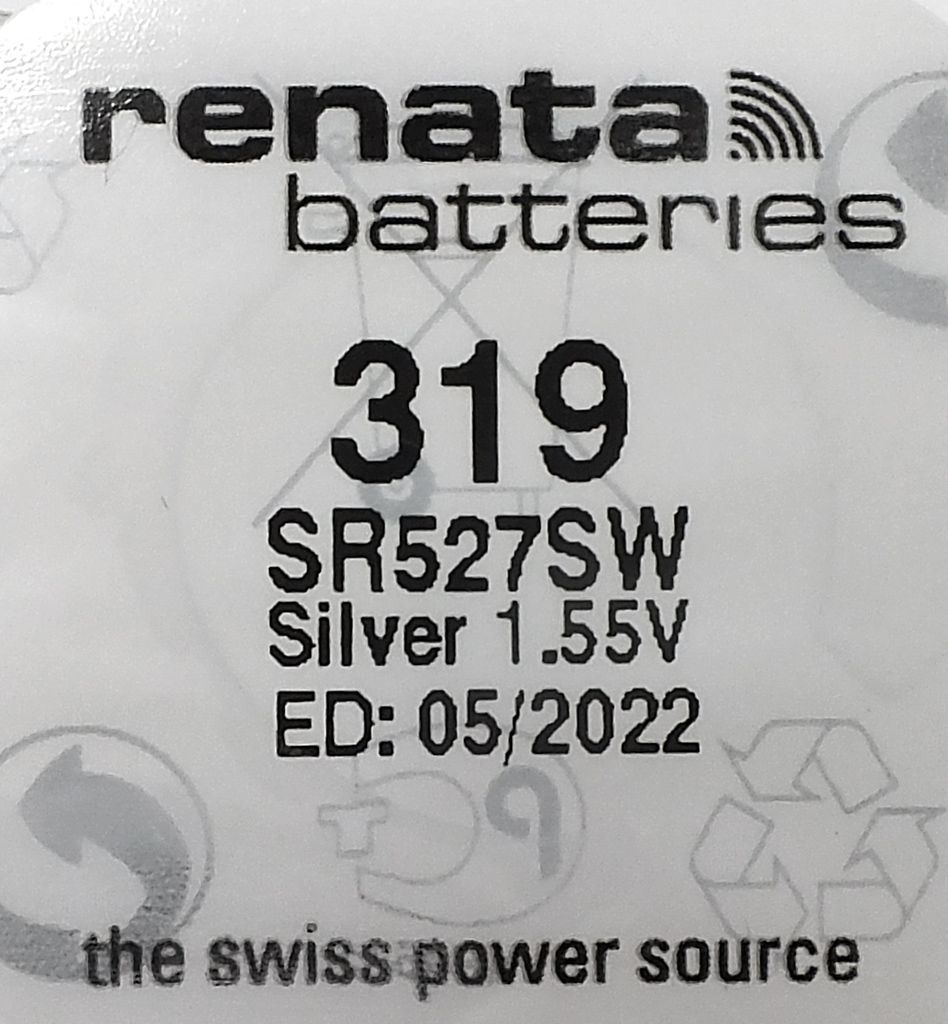 renata
batteries
319
SR527SW
Silver 1.55V
ED: 05/2022
the swiss power source